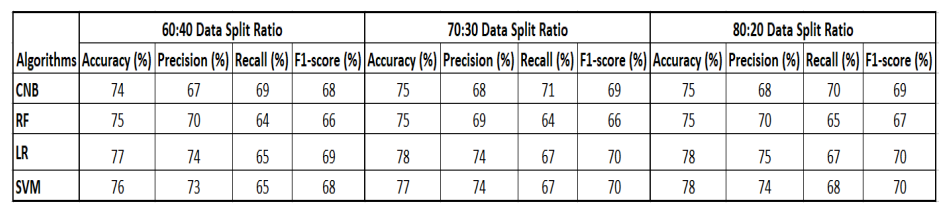 60:40 Data Split Ratio 70:30 Data Split Ratio 80:20 Data Split Ratio
Algorithms Accuracy (%) Precision (%) Recall (%) F1-score (%) Accuracy (%) Precision (%) Recall (%) F1-score (%) Accuracy (%) Precision (%) Recall (%) F1-score (%)
CNB 74 67 69 68 75 68 71 69 75 68 70 69
RF 75 70 64 66 75 69 64 66 75 70 65 67
LR 77 74 65 69 78 74 67 70 78 75 67 70
SVM 76 73 65 68 77 74 67 70 78 74 68 70